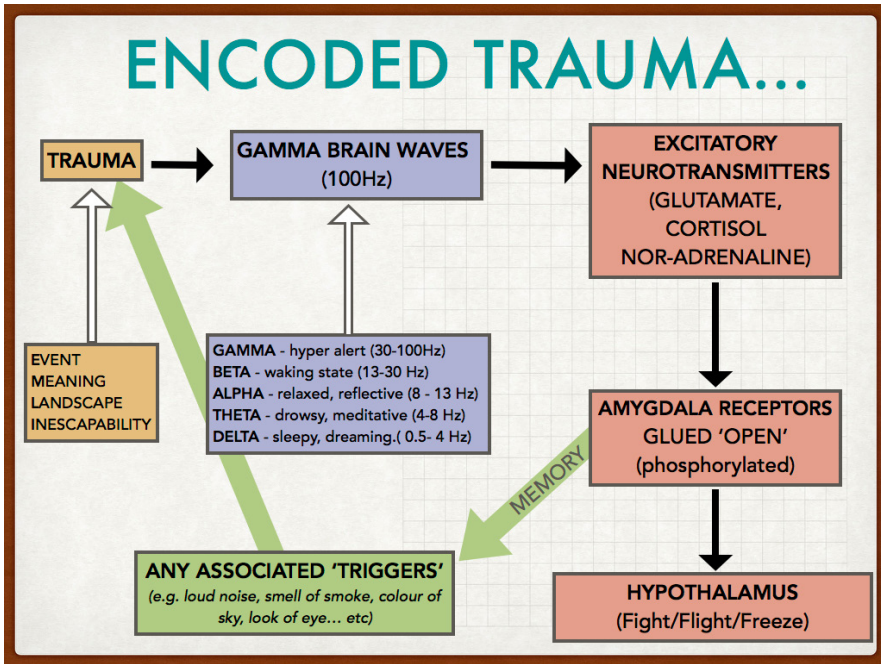 ENCODED TRAUMA...
TRAUMA
GAMMA BRAIN WAVES
(100Hz)
EXCITATORY
NEUROTRANSMITTERS
(GLUTAMATE,
CORTISOL
NOR-ADRENALINE)
EVENT
MEANING
LANDSCAPE
INESCAPABILITY
GAMMA - hyper alert (30-100Hz)
BETA - waking state (13-30 Hz)
ALPHA - relaxed, reflective (8 - 13 Hz)
THETA - drowsy, meditative (4-8 Hz)
DELTA - sleepy, dreaming.( 0.5- 4 Hz)
AMYGDALA RECEPTORS
GLUED ‘OPEN’
(phosphorylated)
MEMORY
ANY ASSOCIATED ‘TRIGGERS’
(e.g. loud noise, smell of smoke, colour of
sky, look of eye... etc)
HYPOTHALAMUS
(Fight/Flight/Freeze)